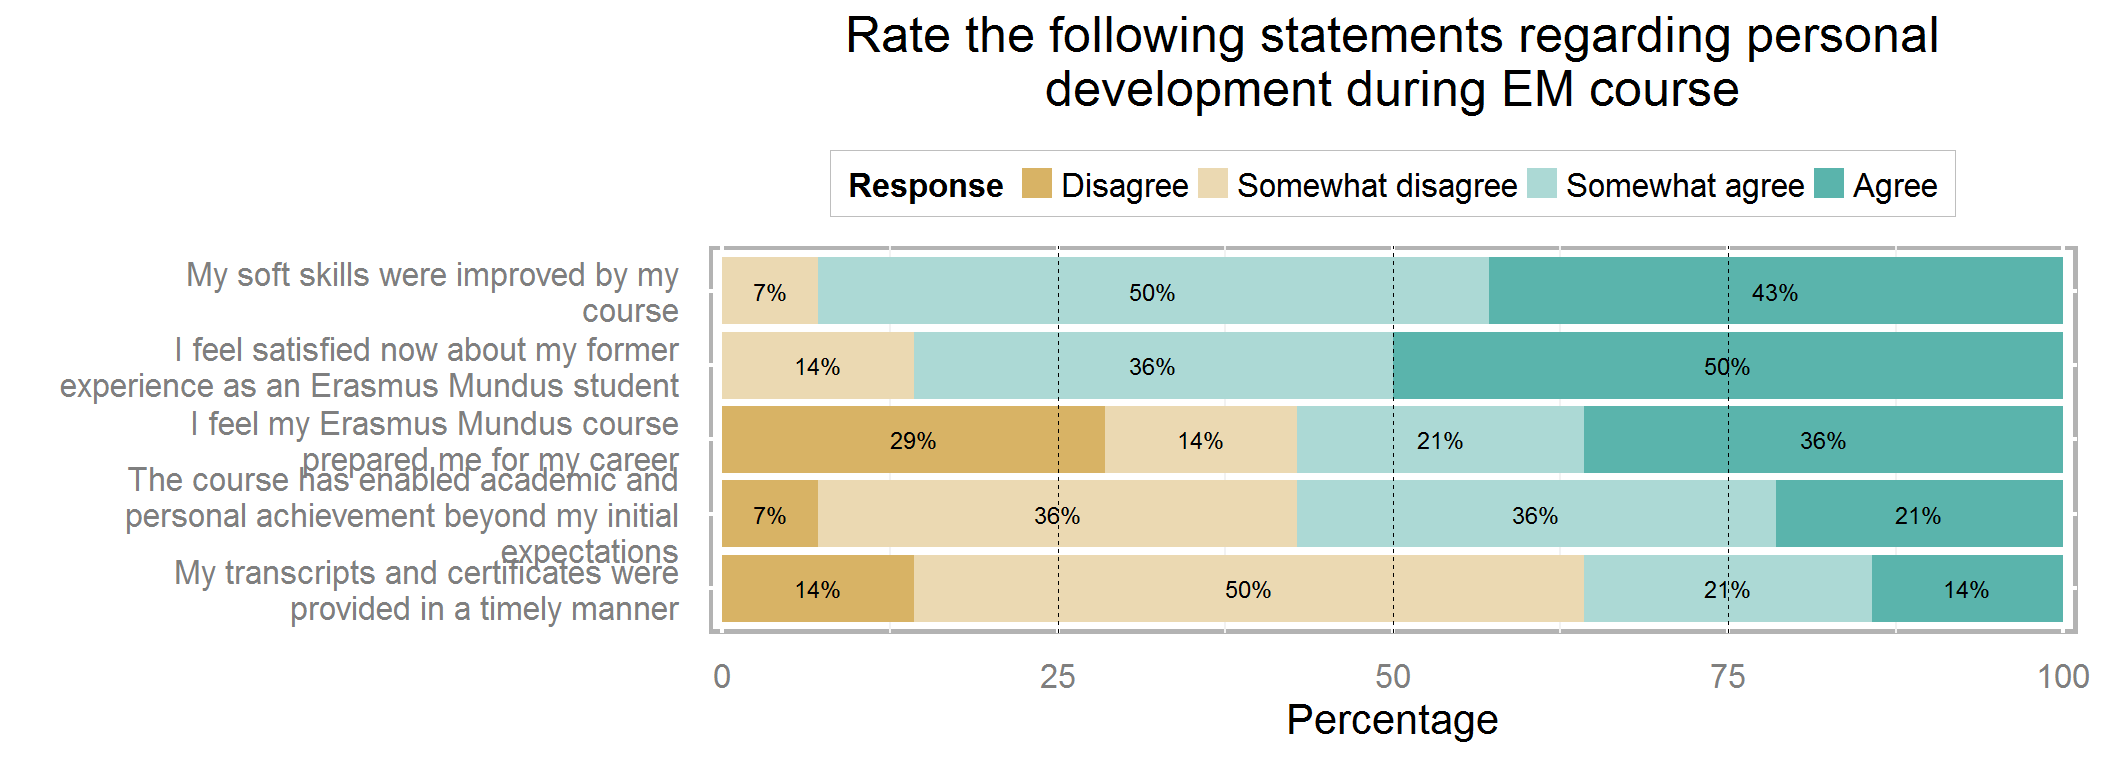 Rate the following statements regarding personal
development during EM course
Response Disagree Somewhat disagree Somewhat agree Agree
My soft skills were improved by my
course
7% 50% 43%
I feel satisfied now about my former
experience as an Erasmus Mundus student
14% 36% 50%
I feel my Erasmus Mundus course
prepared me for my career
29% 14% 21% 36%
The course has enabled academic and
personal achievement beyond my initial
expectations
7% 36% 36% 21%
My transcripts and certificates were
provided in a timely manner
14% 50% 21% 14%
0 25 50 75 100
Percentage